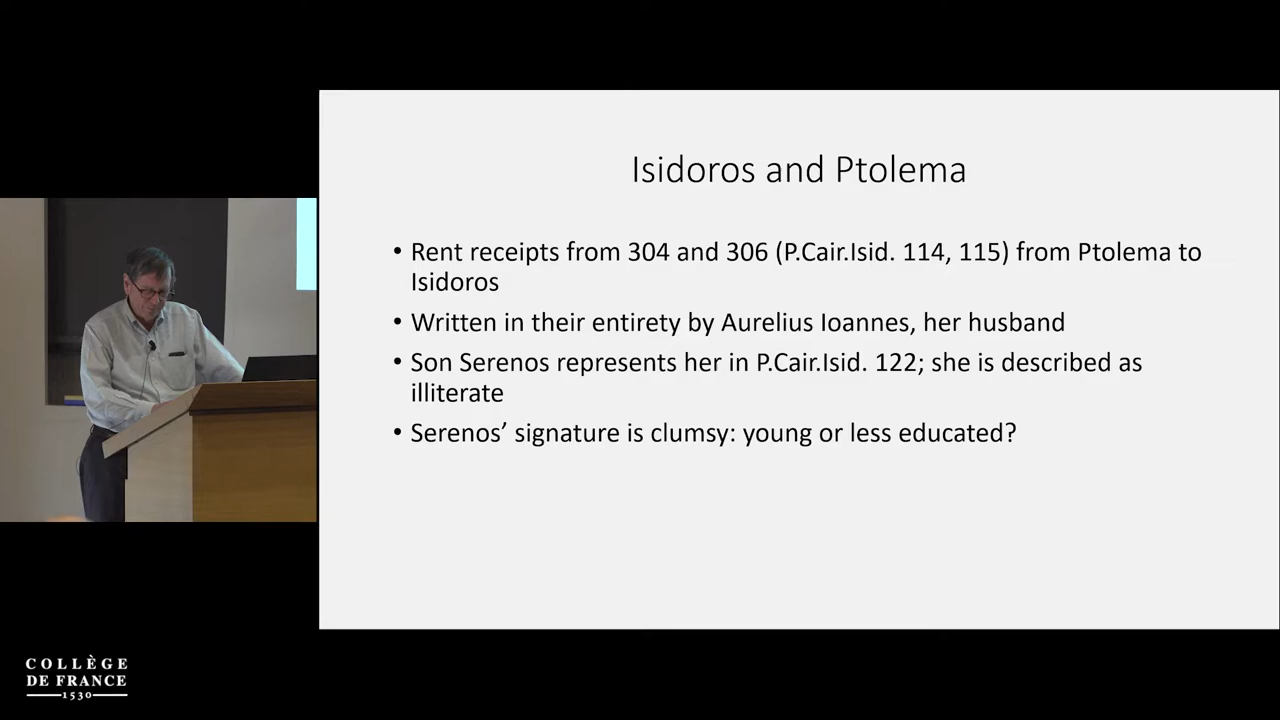 Isidoros and Ptolema
• Rent receipts from 304 and 306 (P.Cair.Isid. 114, 115) from Ptolema to
Isidoros
• Written in their entirety by Aurelius Ioannes, her husband
• Son Serenos represents her in P.Cair.Isid. 122; she is described as
illiterate
• Serenos’ signature is clumsy: young or less educated?
COLLÈGE
DE FRANCE
1530